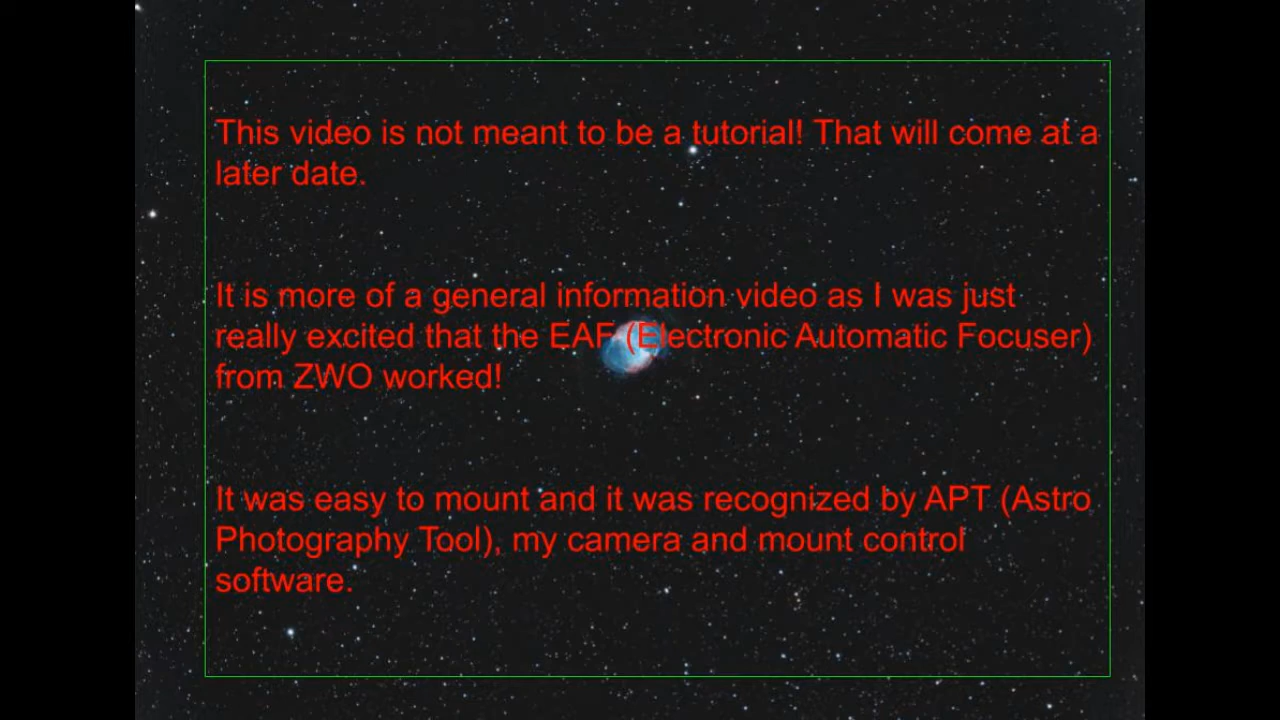 This video is not meant to be a tutorial! That will come at a
later date.
It is more of a general information video as I was just
really excited that the EAF (Electronic Automatic Focuser)
from ZWO worked!
It was easy to mount and it was recognized by APT (Astro
Photography Tool), my camera and mount control
software.